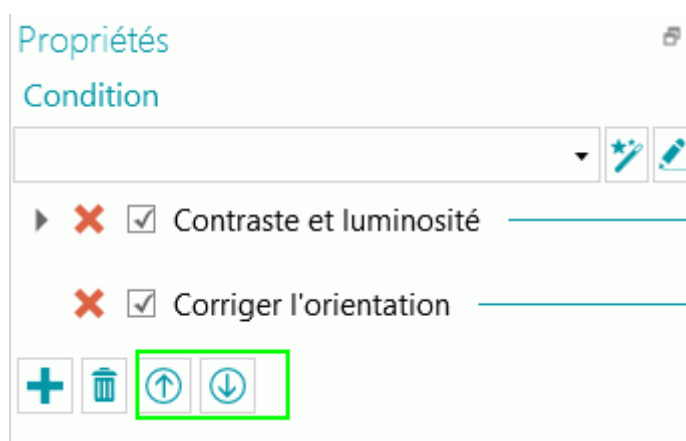 Propriétés
Condition
Contraste et luminosité
Corriger l'orientation